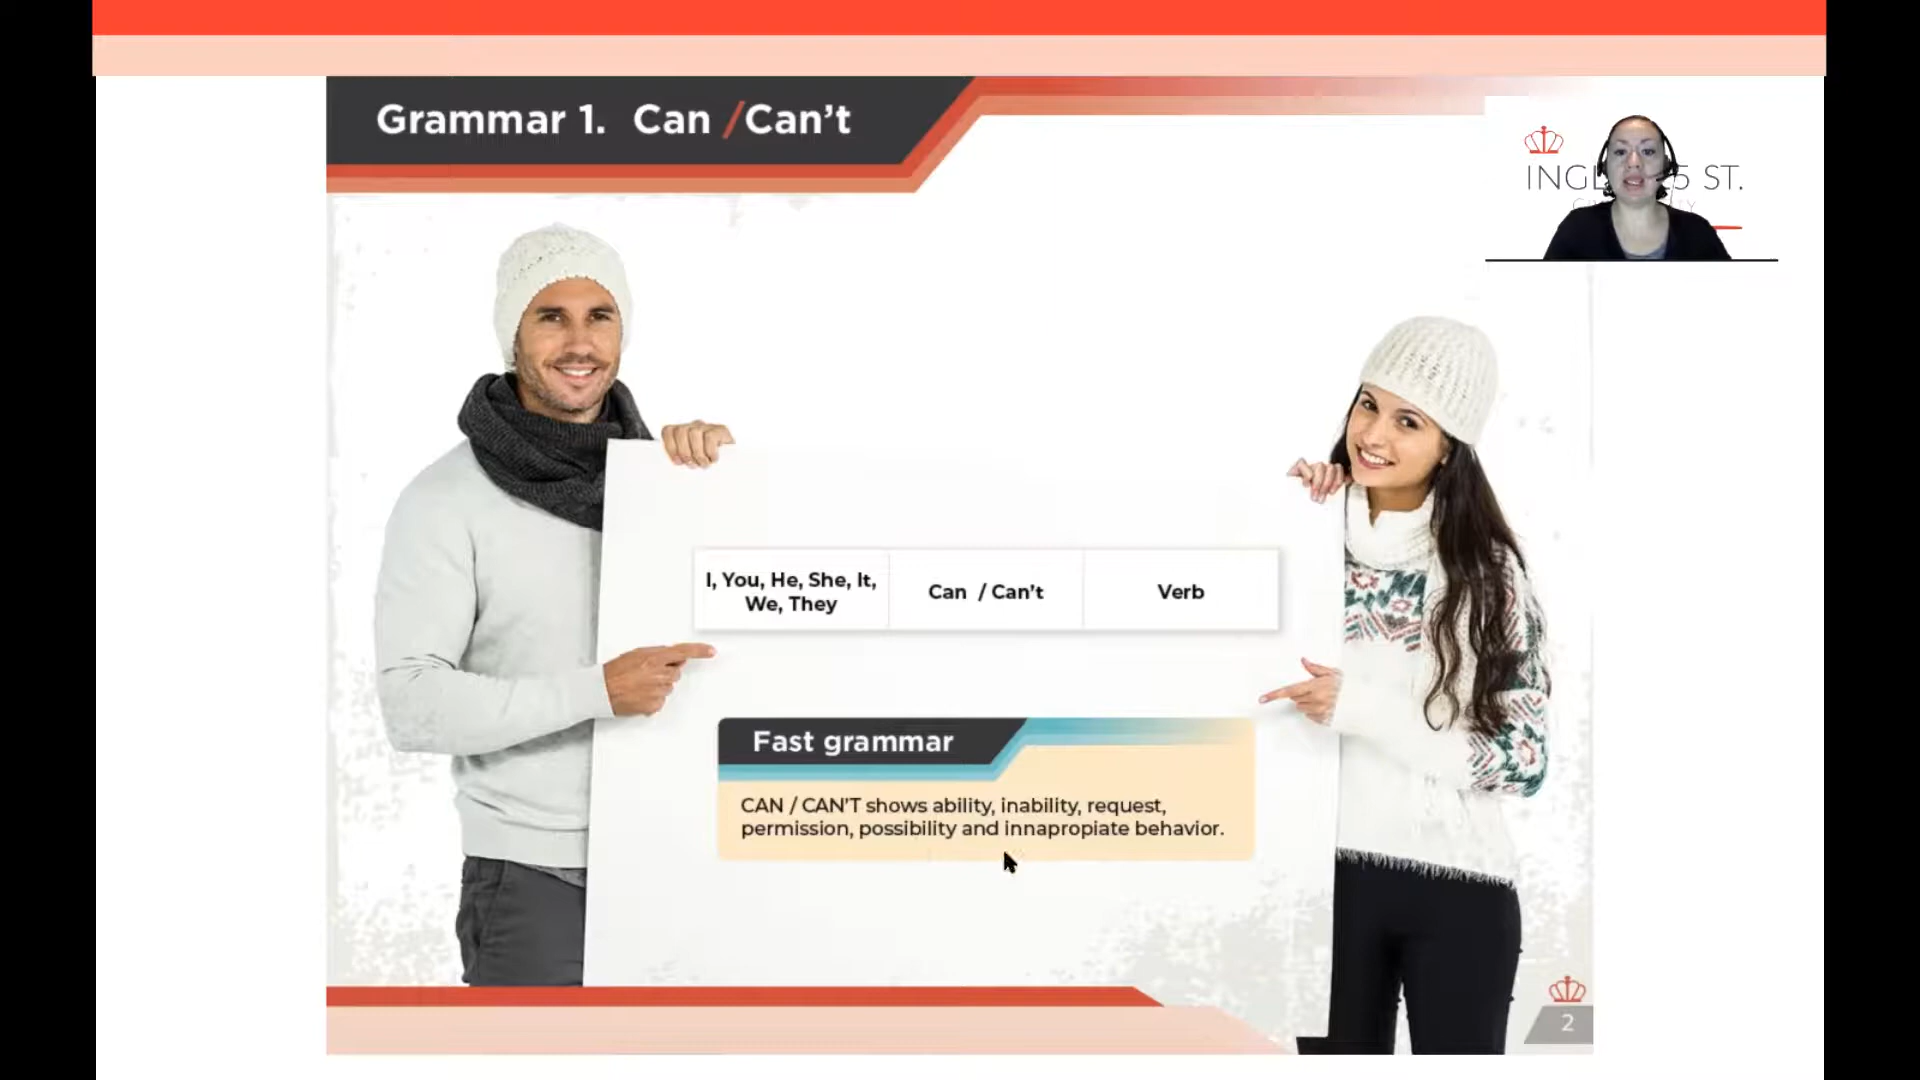 Grammar 1. Can /Can't
ST.
I, You, He, She, It,
We, They
Can / Can't
Verb
Fast grammar
CAN / CAN'T shows ability, inability, request,
permission, possibility and innapropiate behavior.
2